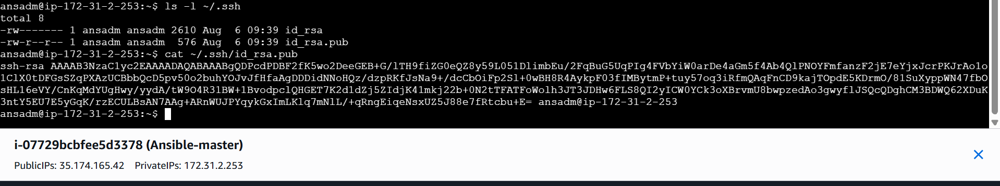 ansadm@ip-172-31-2-253:~$ ls -l ~/.ssh
total 8
-rw------- 1 ansadm ansadm 2610 Aug  6 09:39 id_rsa
-rw-r--r-- 1 ansadm ansadm  576 Aug  6 09:39 id_rsa.pub
ansadm@ip-172-31-2-253:~$ cat ~/.ssh/id_rsa.pub
ssh-rsa AAAAB3NzaC1yc2EAAAADAQABAAABgQDPcdPDBF2fK5wo2DeeGEB+G/lTH9fiZG0eQZ8y59L051DlimbEu/2FqBuG5UqPIg4FVbYiW0arDe4aGm5f4Ab4QlPNOYFmfanzF2jE7eYjxJcrPKJrAo1o
1ClX0tDFGsSZqPXAzUCBbbQcD5pv50o2buhYOJvJfHfaAgDDDidNNoHQz/dzpRKfJsNa9+/dcCbOiFp2Sl+0wBH8R4AykpF03fIMBytmP+tuy57oq3iRfmQAqFnCD9kajTOpdE5KDrmO/81SuXyppWN47fbO
sHL16eVY/CnKqMdYUgHwy/yydA/tW9O4R31BW+1BvodpclQHGET7K2d1dZj5ZIdjK41mkj22b+0N2tTFATFoWolh3JT3JDHw6FLS8QI2yICW0YCk3oXBrvmU8bwpzedAo3gwyflJSQcQDghCM3BDWQ62XDuK
3ntY5EU7E5yGqK/rzECULBsAN7AAg+ARnWUJPYqykGxImLKlq7mNlL/+qRngEiqeNsxUZ5J88e7fRtcbu+E= ansadm@ip-172-31-2-253
ansadm@ip-172-31-2-253:~$
i-07729bcbfee5d3378 (Ansible-master)
PublicIPs: 35.174.165.42    PrivateIPs: 172.31.2.253